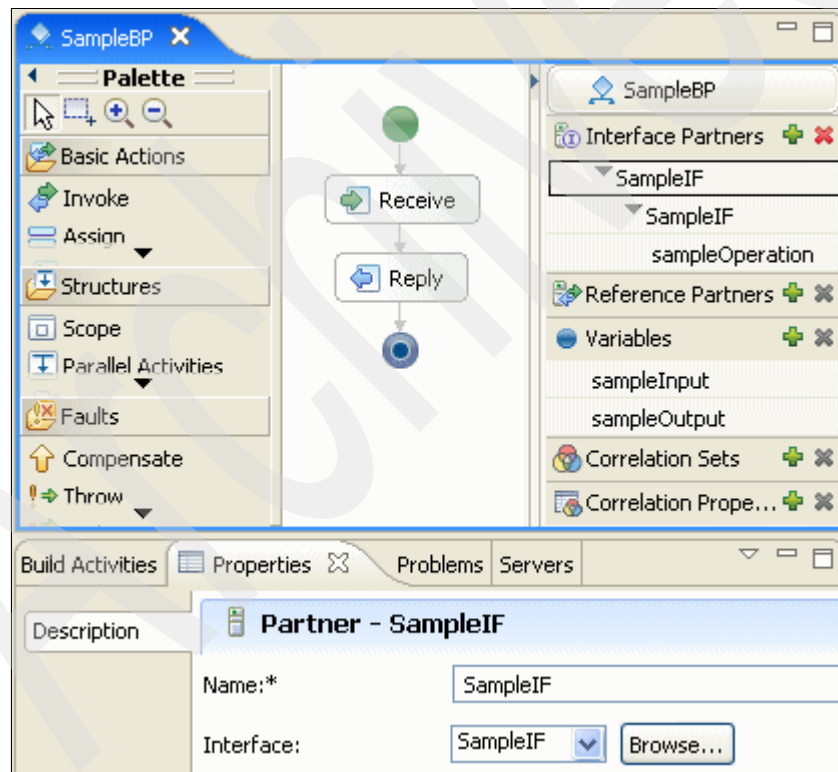 SampleBP
Palette
Basic Actions
Invoke
Assign
Structures
Scope
Parallel Activities
Faults
Compensate
Throw
Receive
Reply
SampleBP
Interface Partners
SampleIF
SampleIF
sampleOperation
Reference Partners
Variables
sampleInput
sampleOutput
Correlation Sets
Correlation Prope...
Build Activities Properties Problems Servers
Description
Partner - SampleIF
Name:* SampleIF
Interface: SampleIF Browse...